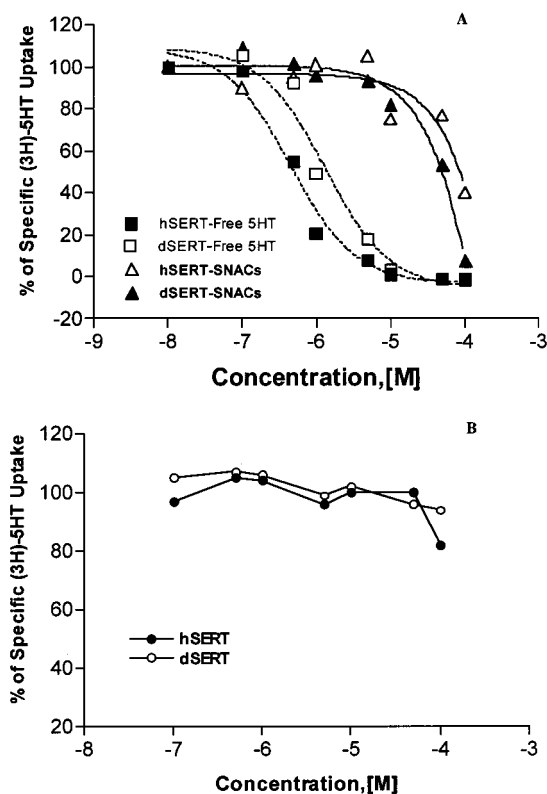 A
% of Specific (3H)-5HT Uptake
120
100
80
60
40
20
0
-20
hSERT-Free 5HT
dSERT-Free 5HT
hSERT-SNACs
dSERT-SNACs
-9 -8 -7 -6 -5 -4 -3
Concentration,[M]
B
% of Specific (3H)-5HT Uptake
120
100
80
60
40
20
hSERT
dSERT
-8 -7 -6 -5 -4 -3
Concentration,[M]